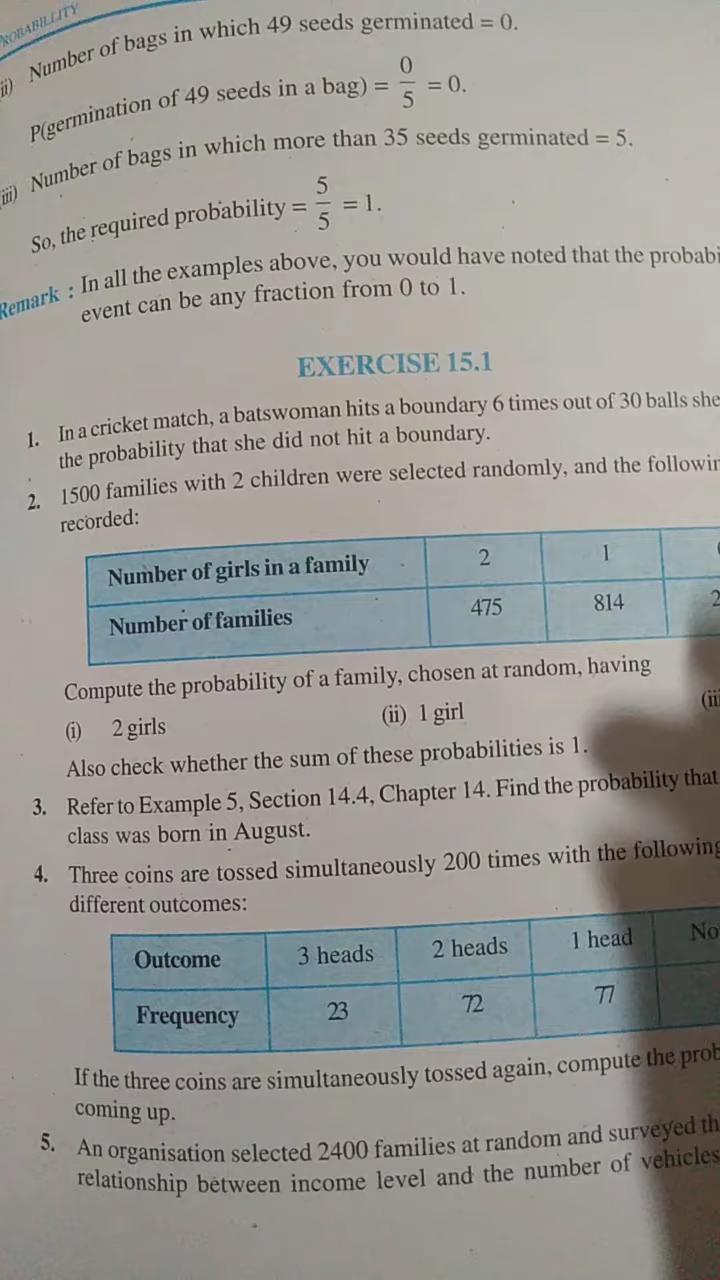 PROBABILLITY
ii) Number of bags in which 49 seeds germinated = 0.
P(germination of 49 seeds in a bag) = 0/5 = 0.
iii) Number of bags in which more than 35 seeds germinated = 5.
So, the required probability = 5/5 = 1.
Remark : In all the examples above, you would have noted that the probabi
event can be any fraction from 0 to 1.
EXERCISE 15.1
1. In a cricket match, a batswoman hits a boundary 6 times out of 30 balls she
the probability that she did not hit a boundary.
2. 1500 families with 2 children were selected randomly, and the followin
recorded:
Number of girls in a family 2 1
Number of families 475 814 2
Compute the probability of a family, chosen at random, having
(i) 2 girls (ii) 1 girl (iii
Also check whether the sum of these probabilities is 1.
3. Refer to Example 5, Section 14.4, Chapter 14. Find the probability that
class was born in August.
4. Three coins are tossed simultaneously 200 times with the following
different outcomes:
Outcome 3 heads 2 heads 1 head No
Frequency 23 72 77
If the three coins are simultaneously tossed again, compute the prob
coming up.
5. An organisation selected 2400 families at random and surveyed th
relationship between income level and the number of vehicles